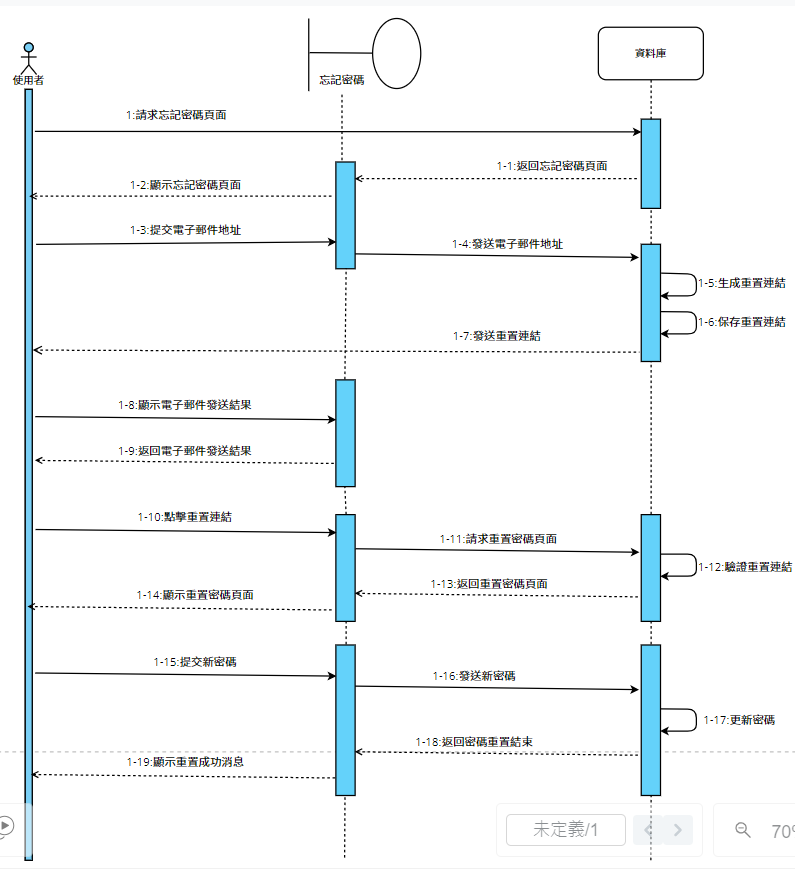 使用者
忘記密碼
資料庫
1:請求忘記密碼頁面
1-1:返回忘記密碼頁面
1-2:顯示忘記密碼頁面
1-3:提交電子郵件地址
1-4:發送電子郵件地址
1-5:生成重置連結
1-6:保存重置連結
1-7:發送重置連結
1-8:顯示電子郵件發送結果
1-9:返回電子郵件發送結果
1-10:點擊重置連結
1-11:請求重置密碼頁面
1-12:驗證重置連結
1-13:返回重置密碼頁面
1-14:顯示重置密碼頁面
1-15:提交新密碼
1-16:發送新密碼
1-17:更新密碼
1-18:返回密碼重置結束
1-19:顯示重置成功消息
未定義/1
70%